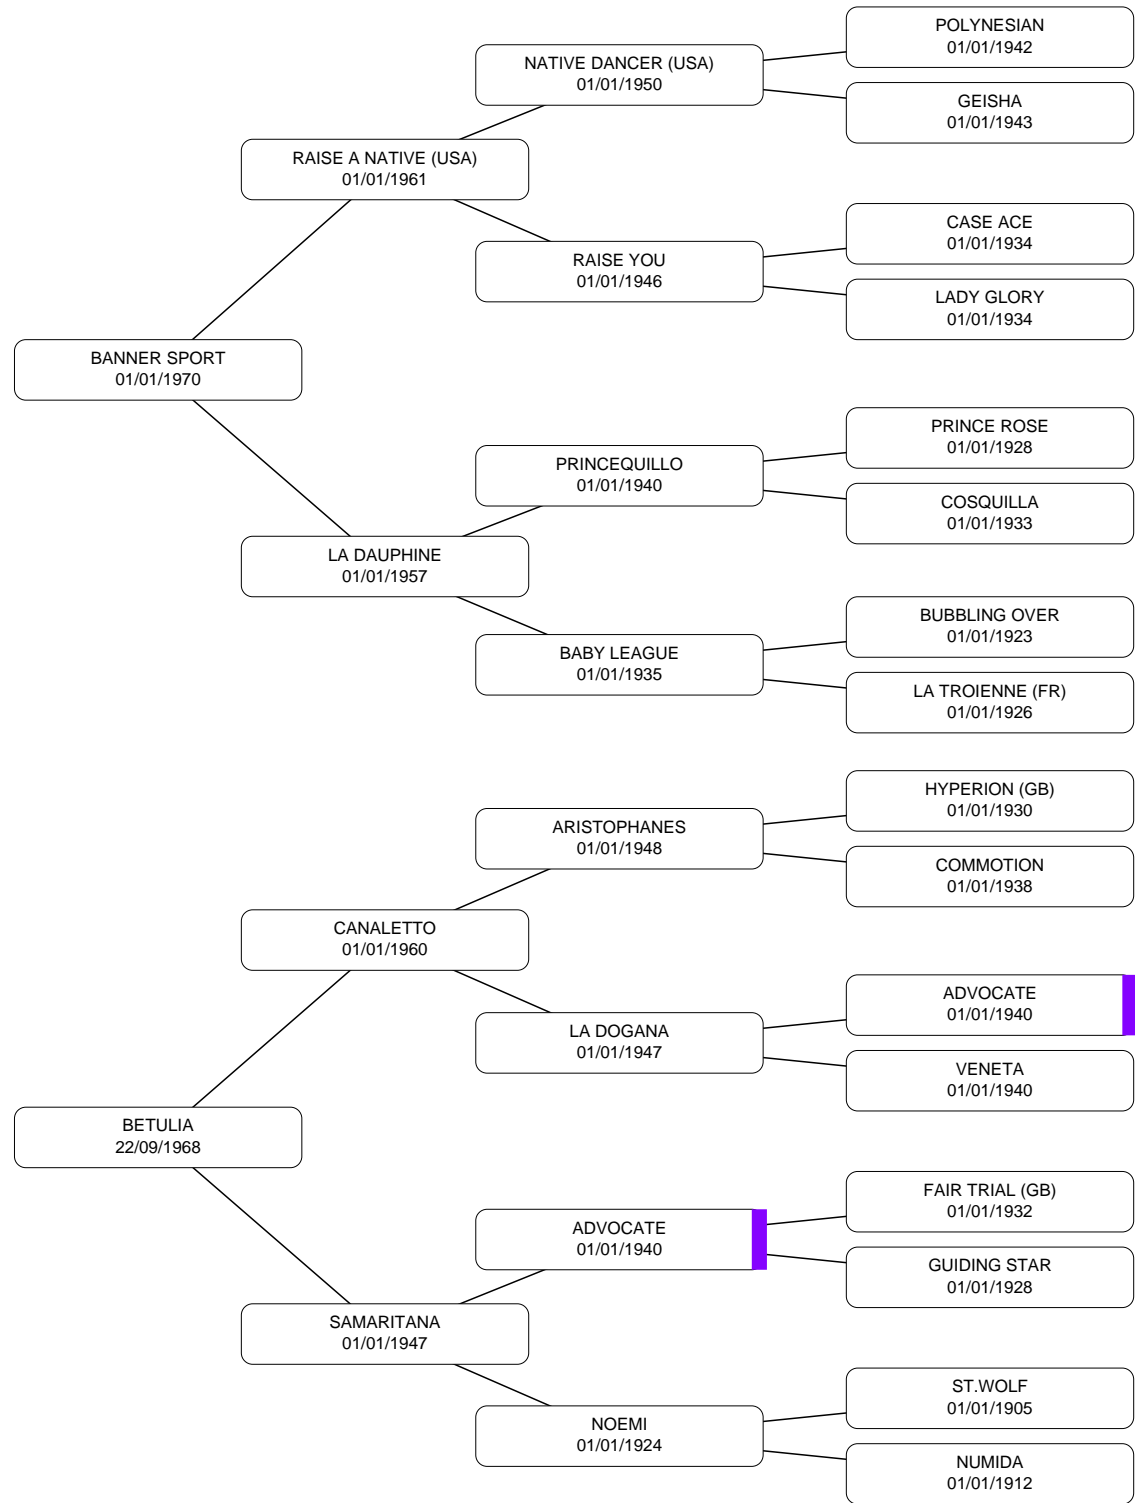 POLYNESIAN
01/01/1942
NATIVE DANCER (USA)
01/01/1950
GEISHA
01/01/1943
RAISE A NATIVE (USA)
01/01/1961
CASE ACE
01/01/1934
RAISE YOU
01/01/1946
LADY GLORY
01/01/1934
BANNER SPORT
01/01/1970
PRINCE ROSE
01/01/1928
PRINCEQUILLO
01/01/1940
COSQUILLA
01/01/1933
LA DAUPHINE
01/01/1957
BUBBLING OVER
01/01/1923
BABY LEAGUE
01/01/1935
LA TROIENNE (FR)
01/01/1926
HYPERION (GB)
01/01/1930
ARISTOPHANES
01/01/1948
COMMOTION
01/01/1938
CANALETTO
01/01/1960
ADVOCATE
01/01/1940
LA DOGANA
01/01/1947
VENETA
01/01/1940
BETULIA
22/09/1968
FAIR TRIAL (GB)
01/01/1932
ADVOCATE
01/01/1940
GUIDING STAR
01/01/1928
SAMARITANA
01/01/1947
ST.WOLF
01/01/1905
NOEMI
01/01/1924
NUMIDA
01/01/1912